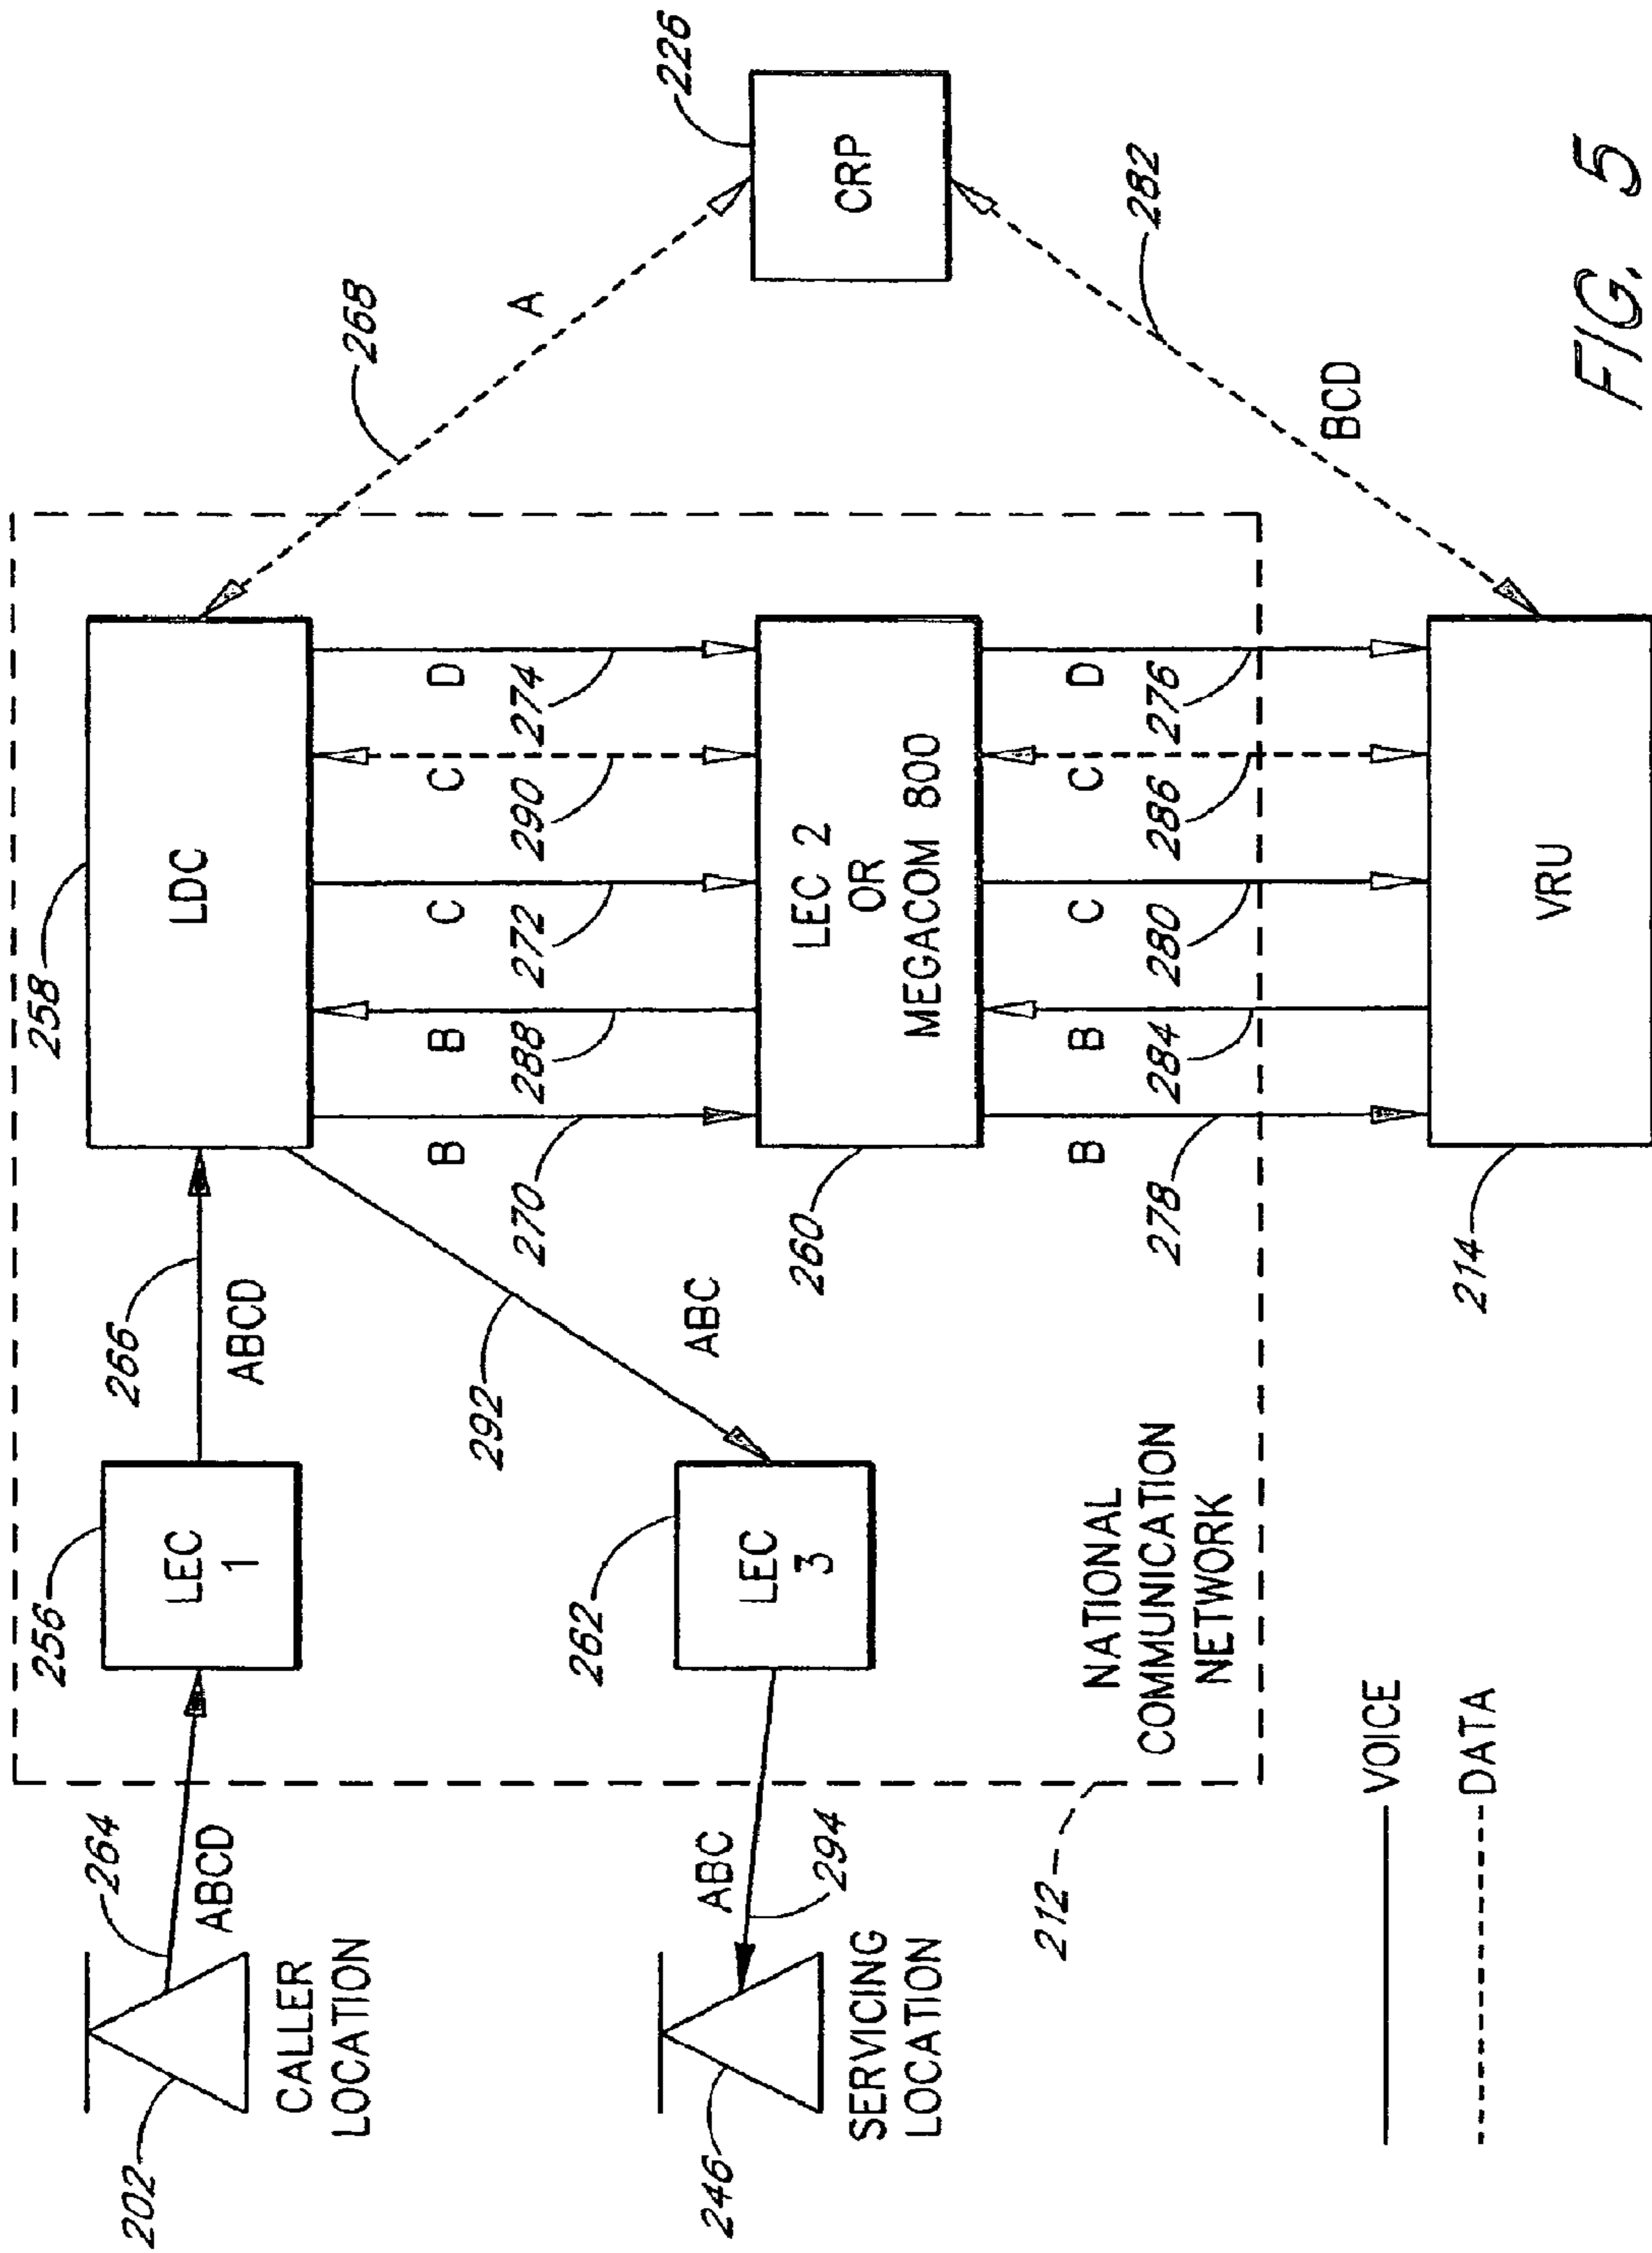 256
258
202
264
266
LEC
1
LDC
ABCD
ABCD
CALLER
LOCATION
268
A
B B C C D
292
270 288 272 290 274
262
226
246
ABC
ABC
LEC
3
LEC 2
OR
MEGACOM 800
CRP
260
294
SERVICING
LOCATION
212
B B C C D
NATIONAL
COMMUNICATION
NETWORK
278 284 280 286 276
282
BCD
VOICE
DATA
214
VRU
FIG. 5